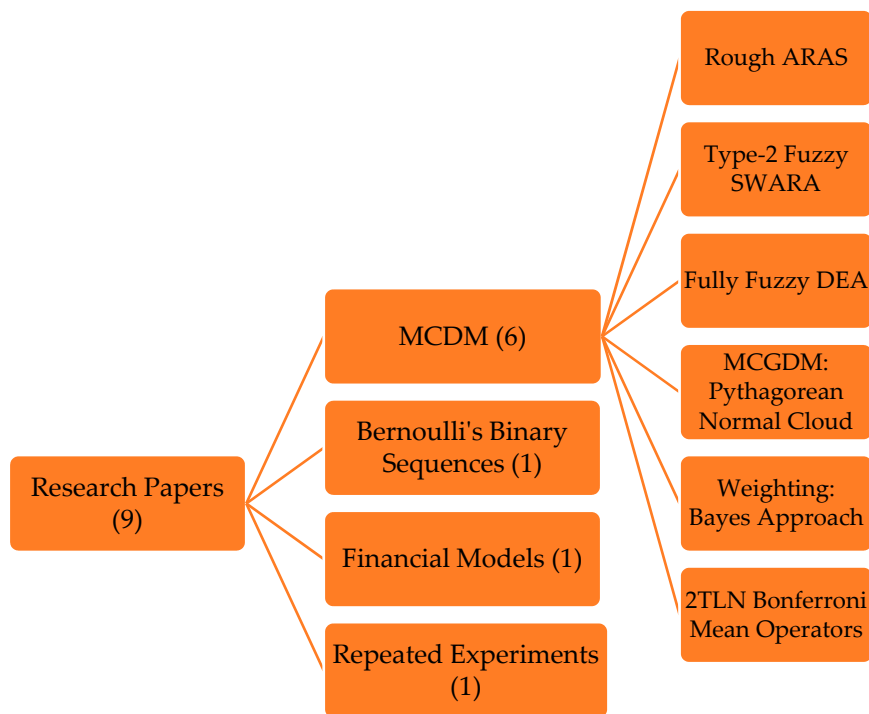 Research Papers
(9)
MCDM (6)
Bernoulli's Binary
Sequences (1)
Financial Models (1)
Repeated Experiments
(1)
Rough ARAS
Type-2 Fuzzy
SWARA
Fully Fuzzy DEA
MCGDM:
Pythagorean
Normal Cloud
Weighting:
Bayes Approach
2TLN Bonferroni
Mean Operators